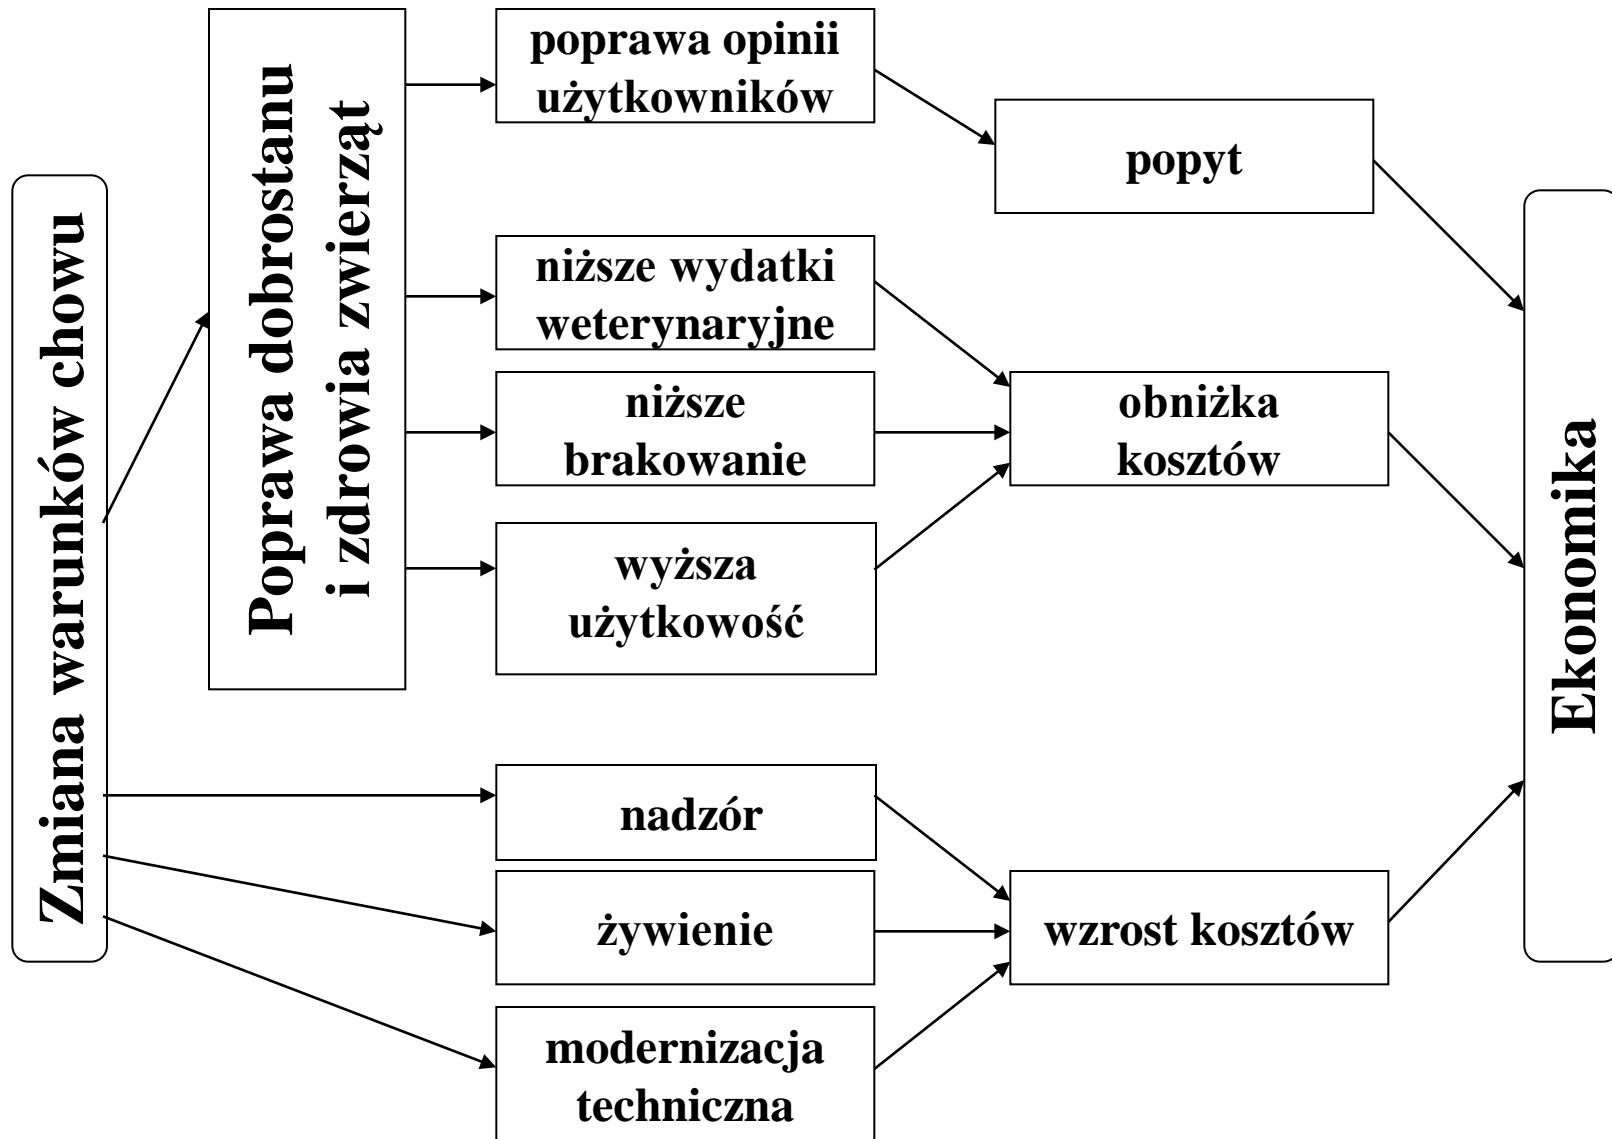 Zmiana warunków chowu
Poprawa dobrostanu
i zdrowia zwierząt
poprawa opinii
użytkowników
niższe wydatki
weterynaryjne
niższe
brakowanie
wyższa
użytkowość
nadzór
żywienie
modernizacja
techniczna
popyt
obniżka
kosztów
wzrost kosztów
Ekonomika